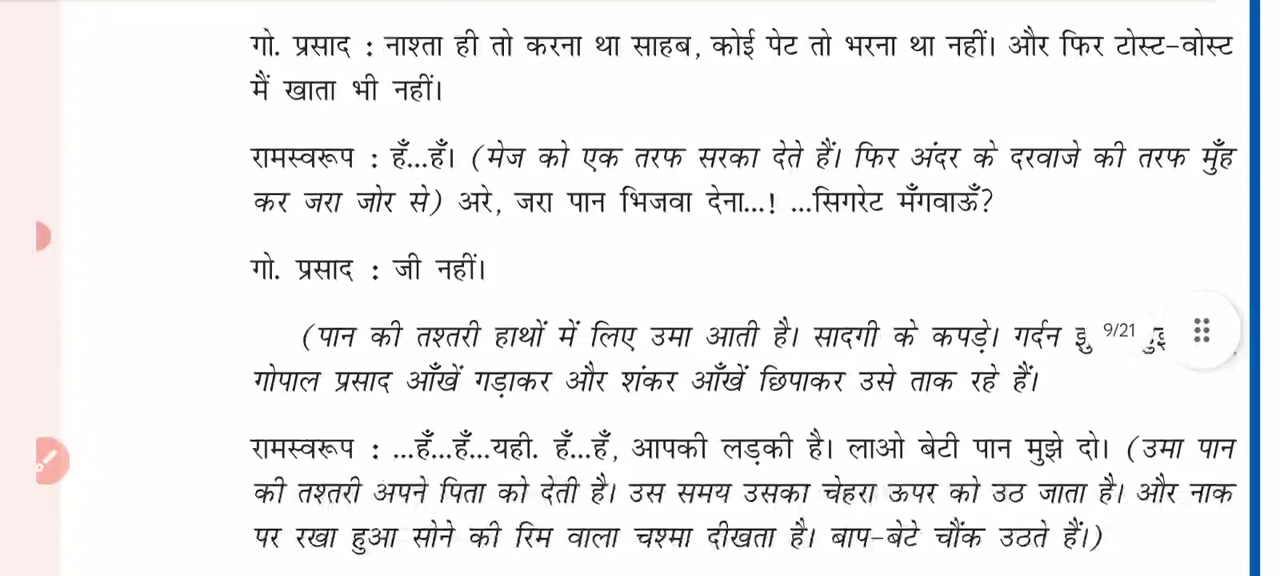 गो. प्रसाद : नाश्ता ही तो करना था साहब, कोई पेट तो भरना था नहीं। और फिर टोस्ट-वोस्ट
मैं खाता भी नहीं।
रामस्वरूप : हँ...हँ। (मेज को एक तरफ सरका देते हैं। फिर अंदर के दरवाजे की तरफ मुँह
कर जरा जोर से) अरे, जरा पान भिजवा देना...! ...सिगरेट मँगवाऊँ?
गो. प्रसाद : जी नहीं।
(पान की तश्तरी हाथों में लिए उमा आती है। सादगी के कपड़े। गर्दन 9/21
गोपाल प्रसाद आँखें गड़ाकर और शंकर आँखें छिपाकर उसे ताक रहे हैं।
रामस्वरूप : ...हँ...हँ...यही. हँ...हँ, आपकी लड़की है। लाओ बेटी पान मुझे दो। (उमा पान
की तश्तरी अपने पिता को देती है। उस समय उसका चेहरा ऊपर को उठ जाता है। और नाक
पर रखा हुआ सोने की रिम वाला चश्मा दीखता है। बाप-बेटे चौंक उठते हैं।)